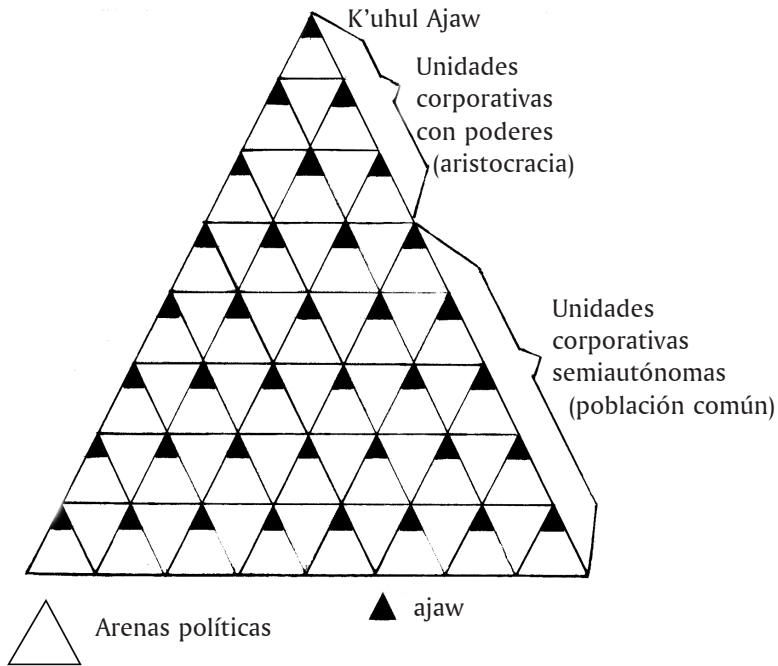 K'uhul Ajaw
Unidades
corporativas
con poderes
(aristocracia)
Unidades
corporativas
semiautónomas
(población común)
Arenas políticas
ajaw